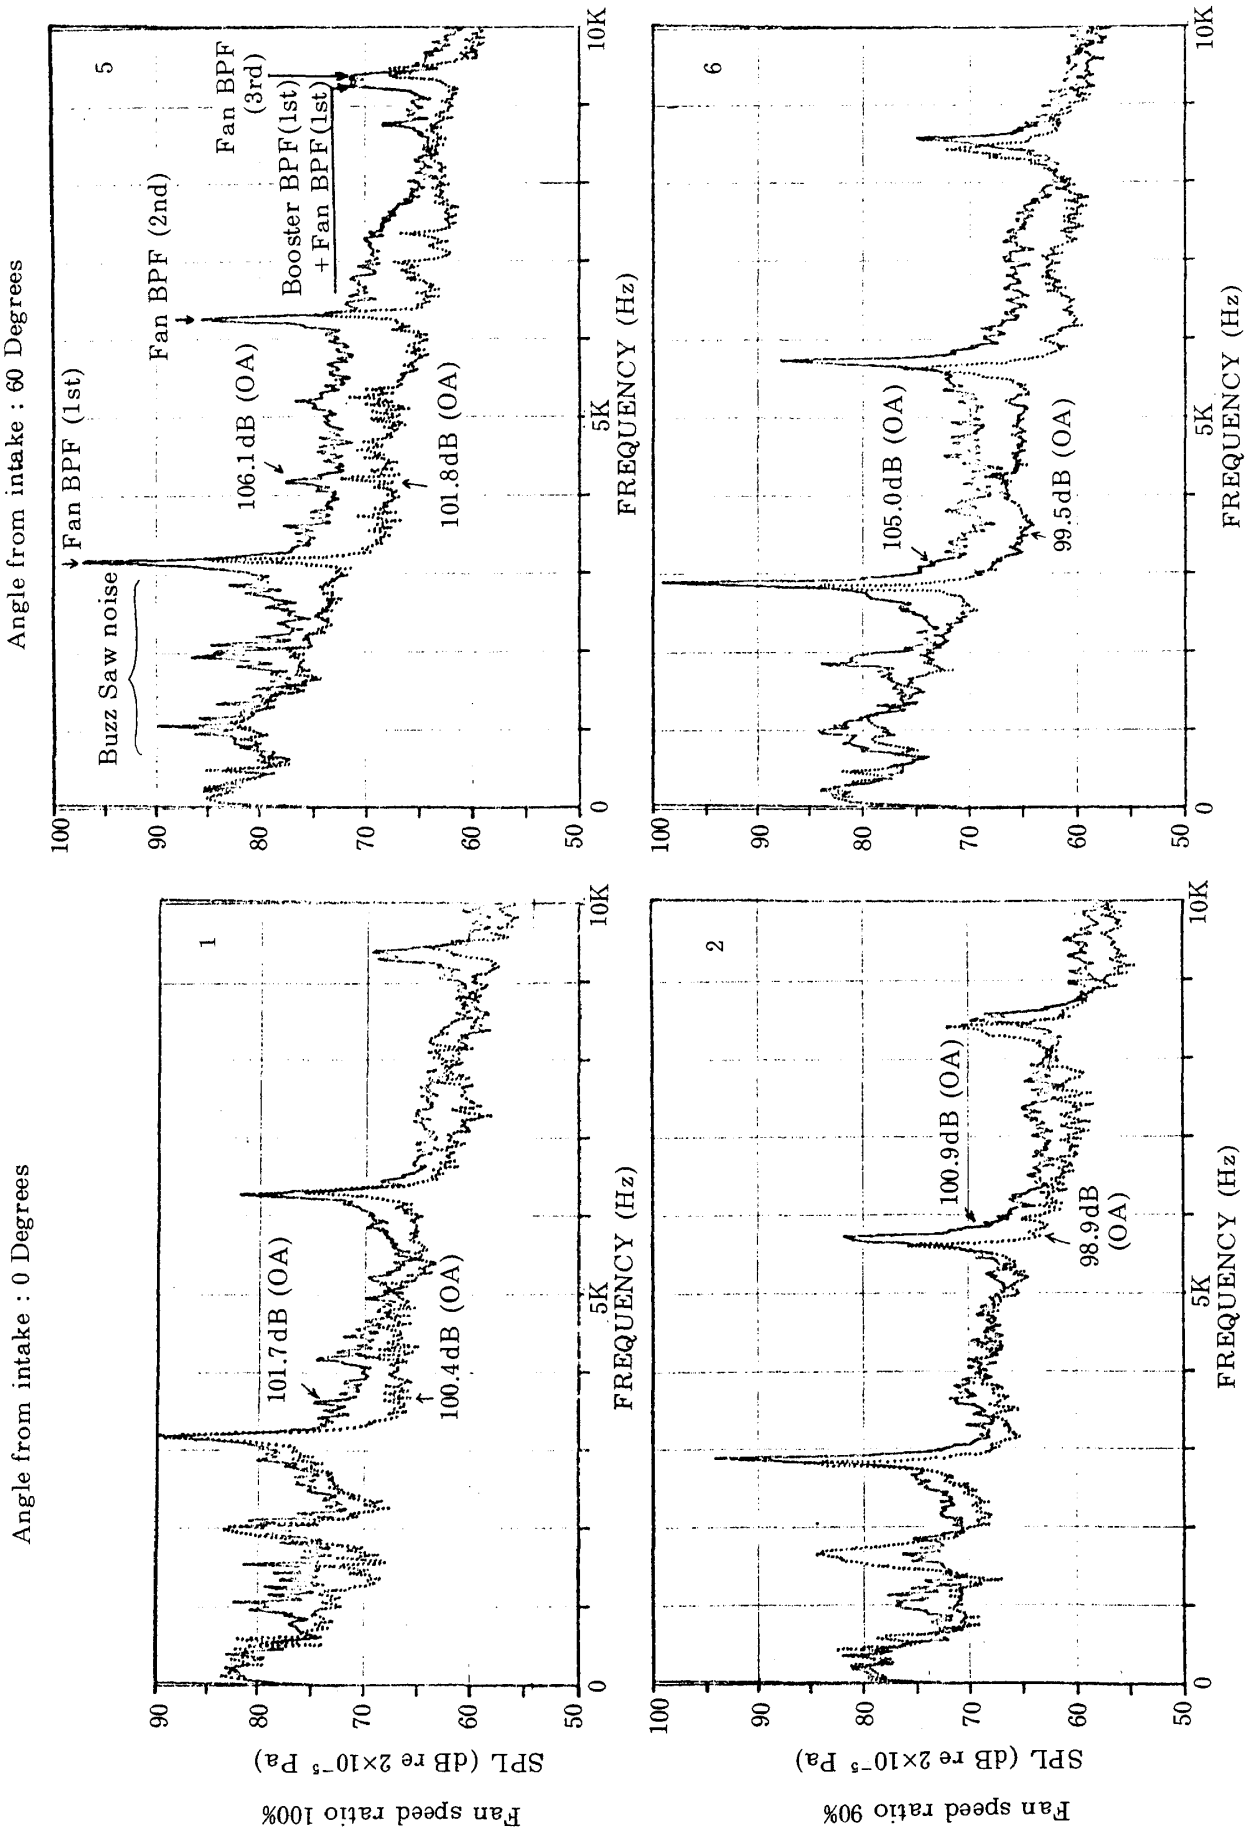 Angle from intake : 0 Degrees
Angle from intake : 60 Degrees
Fan speed ratio 100%
SPL (dB re 2×10⁻⁵ Pa)
90
80
70
60
50
1
101.7dB (OA)
100.4dB (OA)
0
5K
10K
FREQUENCY (Hz)
100
90
80
70
60
50
5
Buzz Saw noise
Fan BPF (1st)
Fan BPF (2nd)
Fan BPF
(3rd)
Booster BPF(1st)
+Fan BPF(1st)
106.1dB (OA)
101.8dB (OA)
0
5K
10K
FREQUENCY (Hz)
Fan speed ratio 90%
SPL (dB re 2×10⁻⁵ Pa)
100
90
80
70
60
50
2
100.9dB (OA)
98.9dB
(OA)
0
5K
10K
FREQUENCY (Hz)
100
90
80
70
60
50
6
105.0dB (OA)
99.5dB (OA)
0
5K
10K
FREQUENCY (Hz)